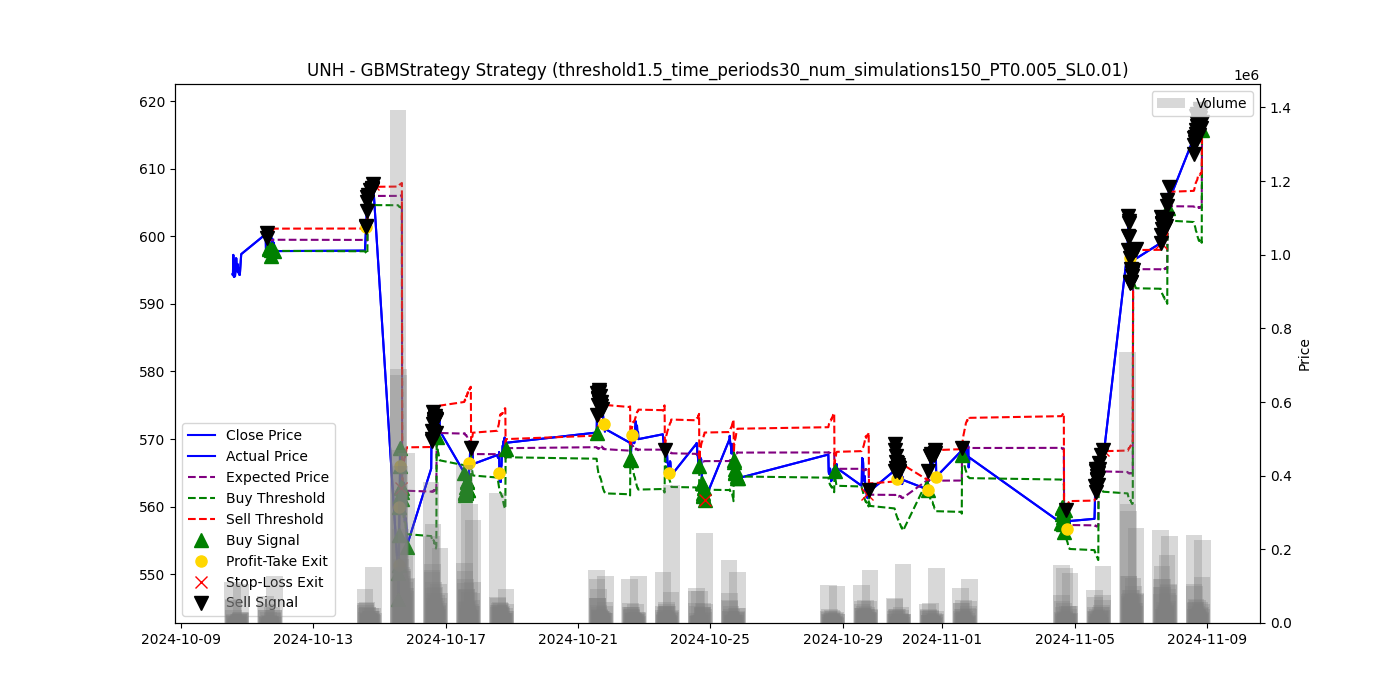 UNH - GBMStrategy Strategy (threshold1.5_time_periods30_num_simulations150_PT0.005_SL0.01)
1e6
620
610
600
590
580
570
560
550
Volume
1.4
1.2
1.0
0.8
0.6
0.4
0.2
0.0
Price
Close Price
Actual Price
Expected Price
Buy Threshold
Sell Threshold
Buy Signal
Profit-Take Exit
Stop-Loss Exit
Sell Signal
2024-10-09
2024-10-13
2024-10-17
2024-10-21
2024-10-25
2024-10-29
2024-11-01
2024-11-05
2024-11-09